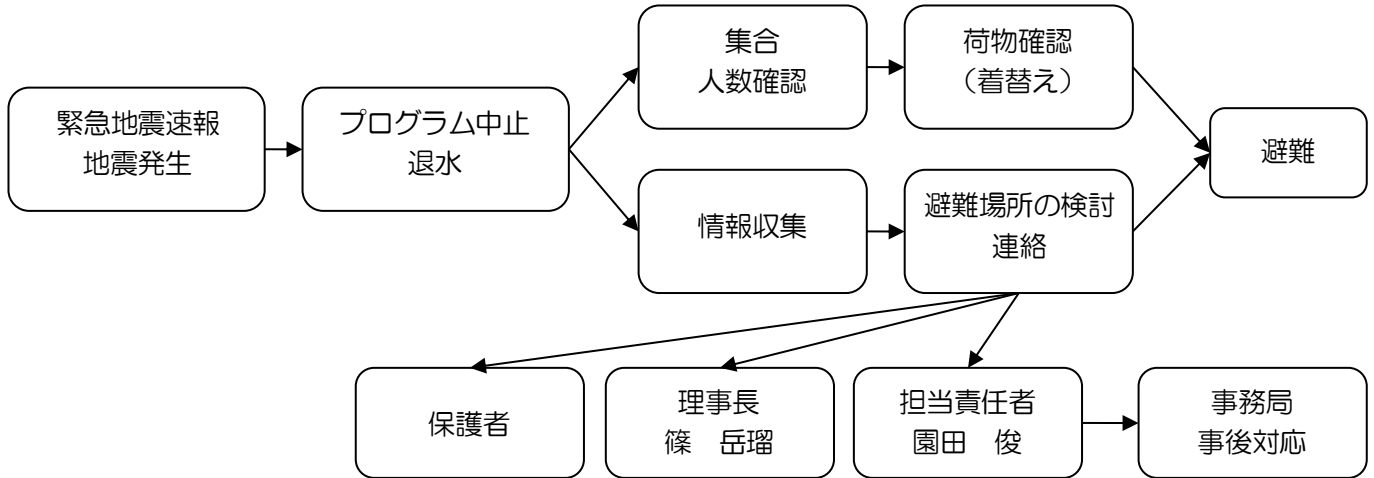 緊急地震速報
地震発生
プログラム中止
退水
集合
人数確認
荷物確認
（着替え）
情報収集
避難場所の検討
連絡
避難
保護者
理事長
篠　岳瑠
担当責任者
園田　俊
事務局
事後対応